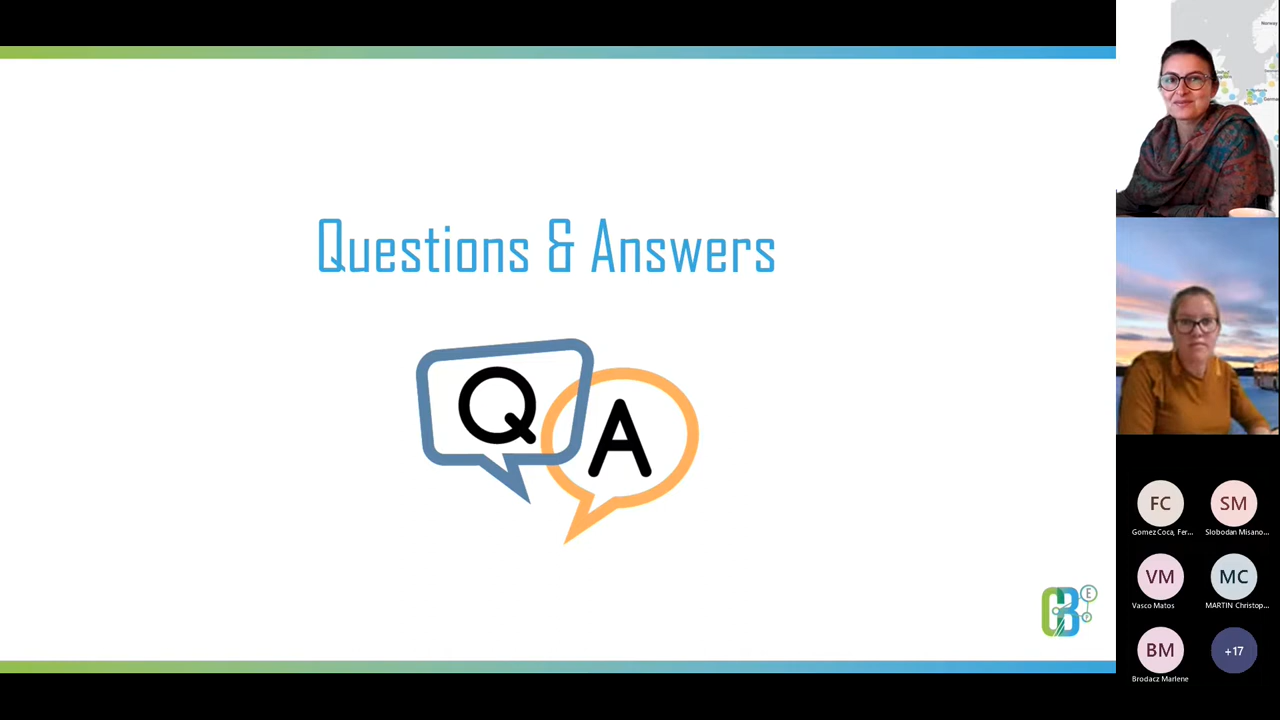 Questions & Answers
Q
A
E
Norway
FC
SM
Gomez Coca, Fer...
Slobodan Misano...
VM
MC
Vasco Matos
MARTIN Christop...
BM
+17
Brodacz Marlene